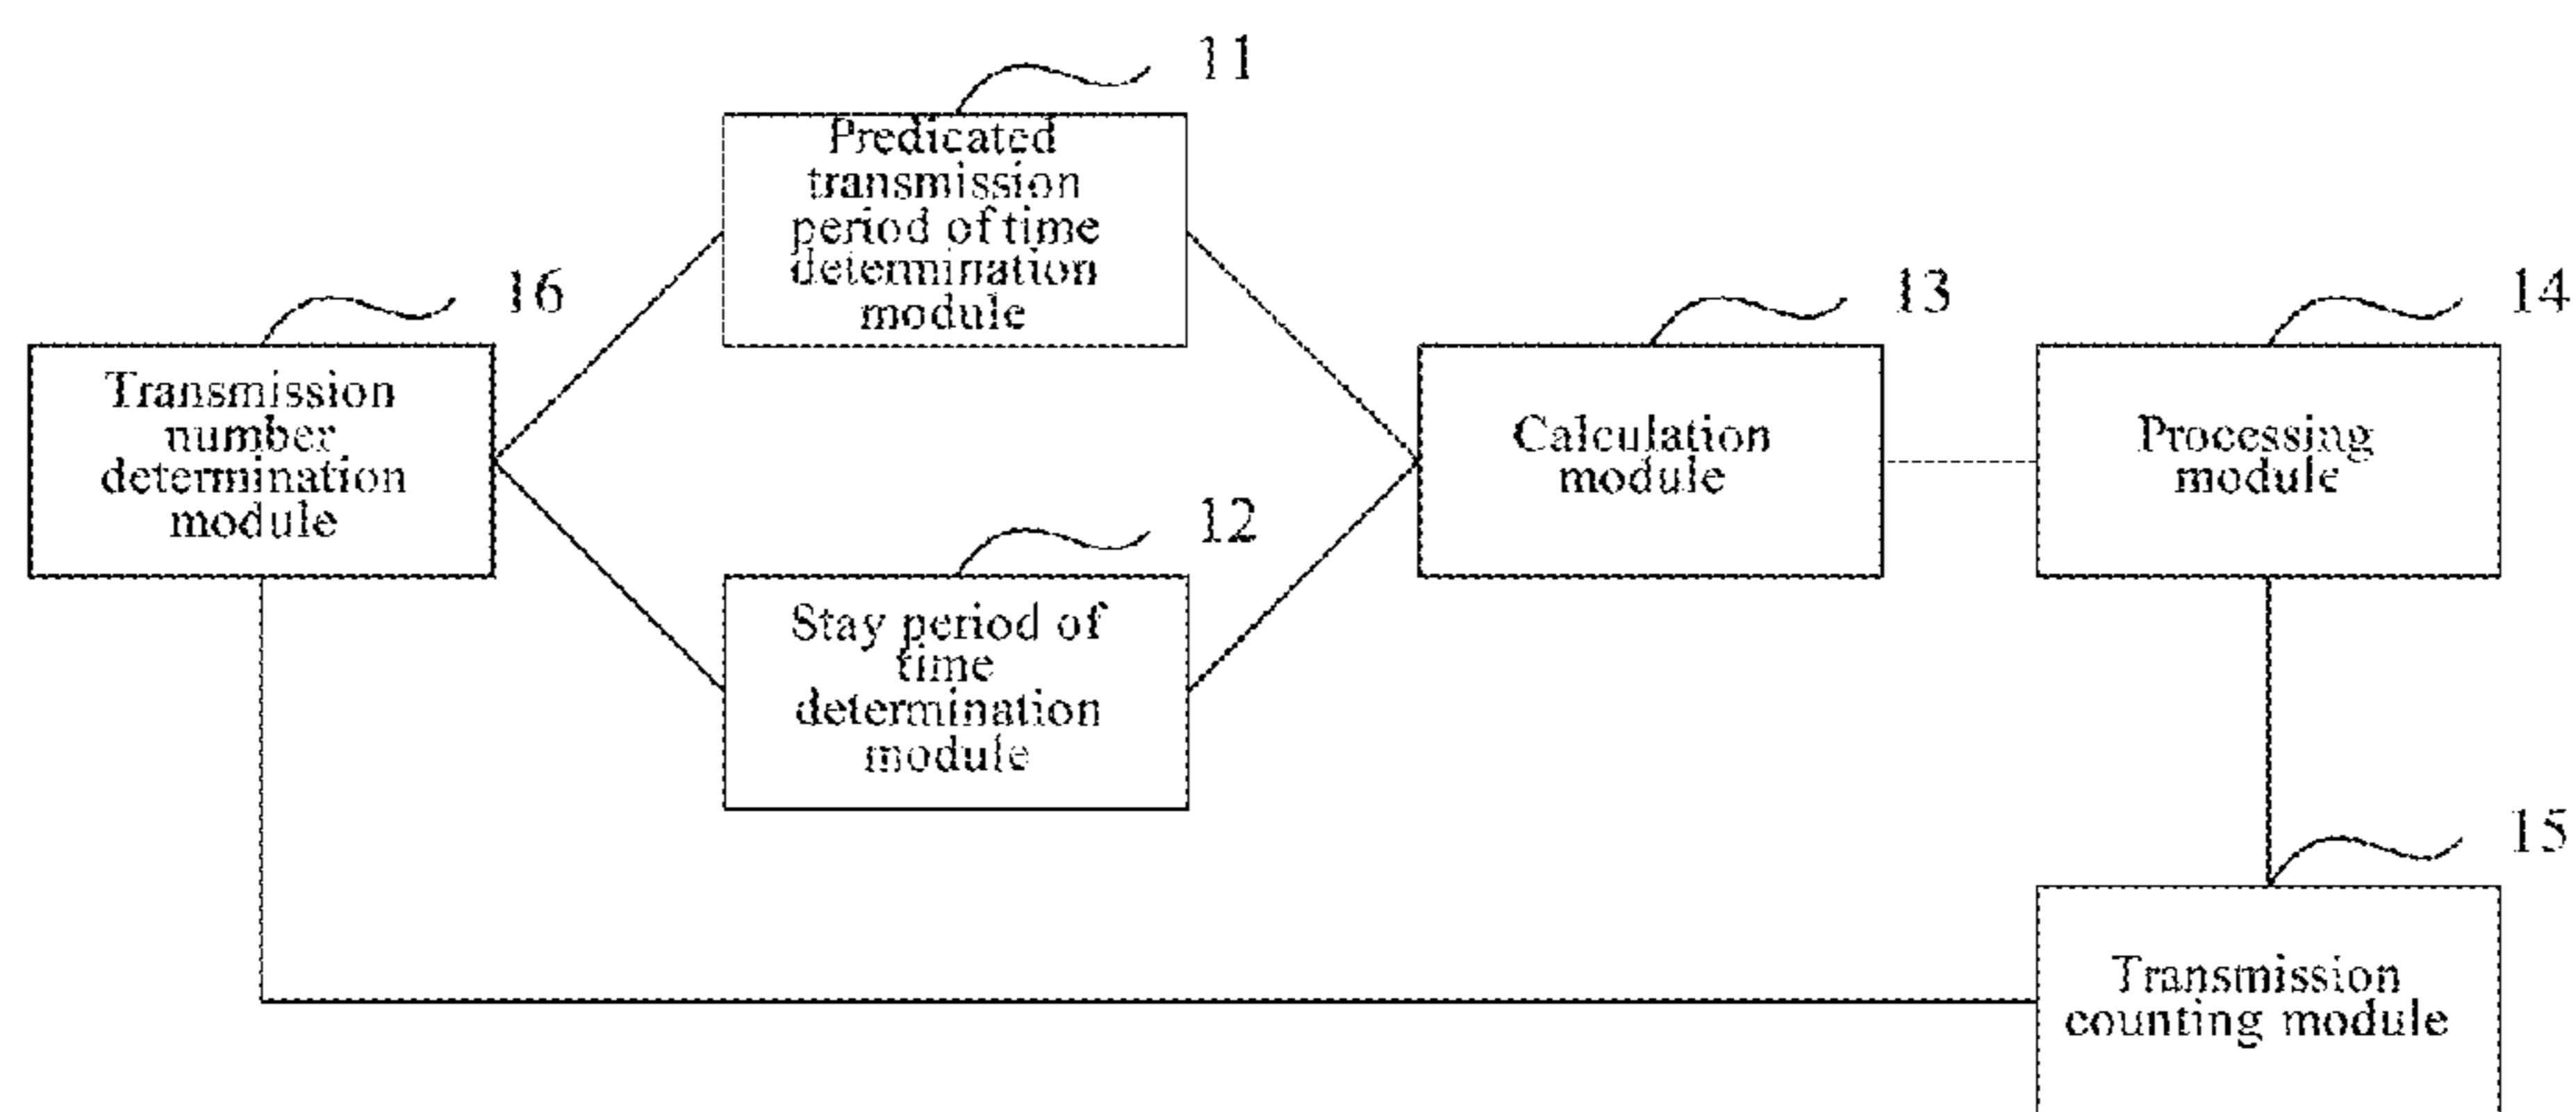 11
Predicated
transmission
period of time
determination
module
16
Transmission
number
determination
module
13
Calculation
module
14
Processing
module
12
Stay period of
time
determination
module
15
Transmission
counting module